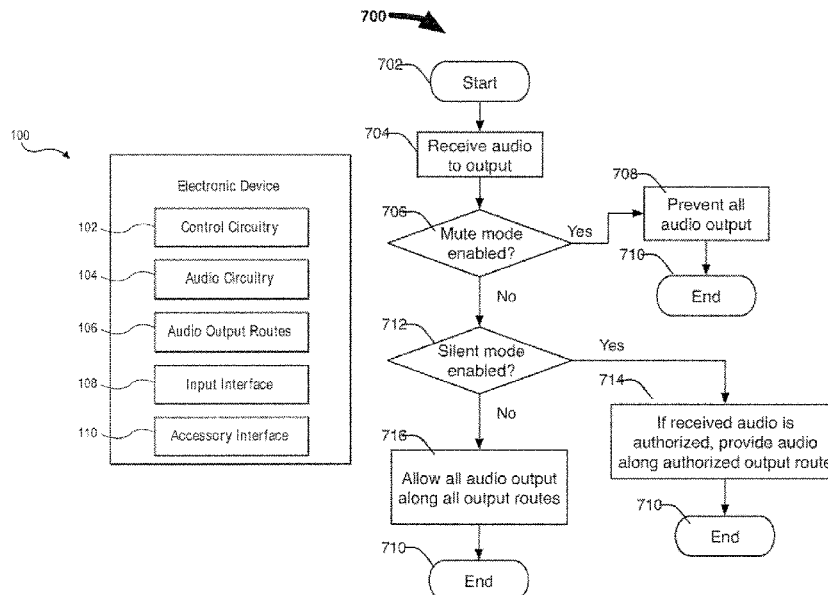 100
Electronic Device
102
Control Circuitry
104
Audio Circuitry
106
Audio Output Routes
108
Input Interface
110
Accessory Interface
700
702
Start
704
Receive audio
to output
706
Mute mode
enabled?
Yes
708
Prevent all
audio output
710
End
No
712
Silent mode
enabled?
Yes
714
If received audio is
authorized, provide audio
along authorized output route
710
End
No
716
Allow all audio output
along all output routes
710
End